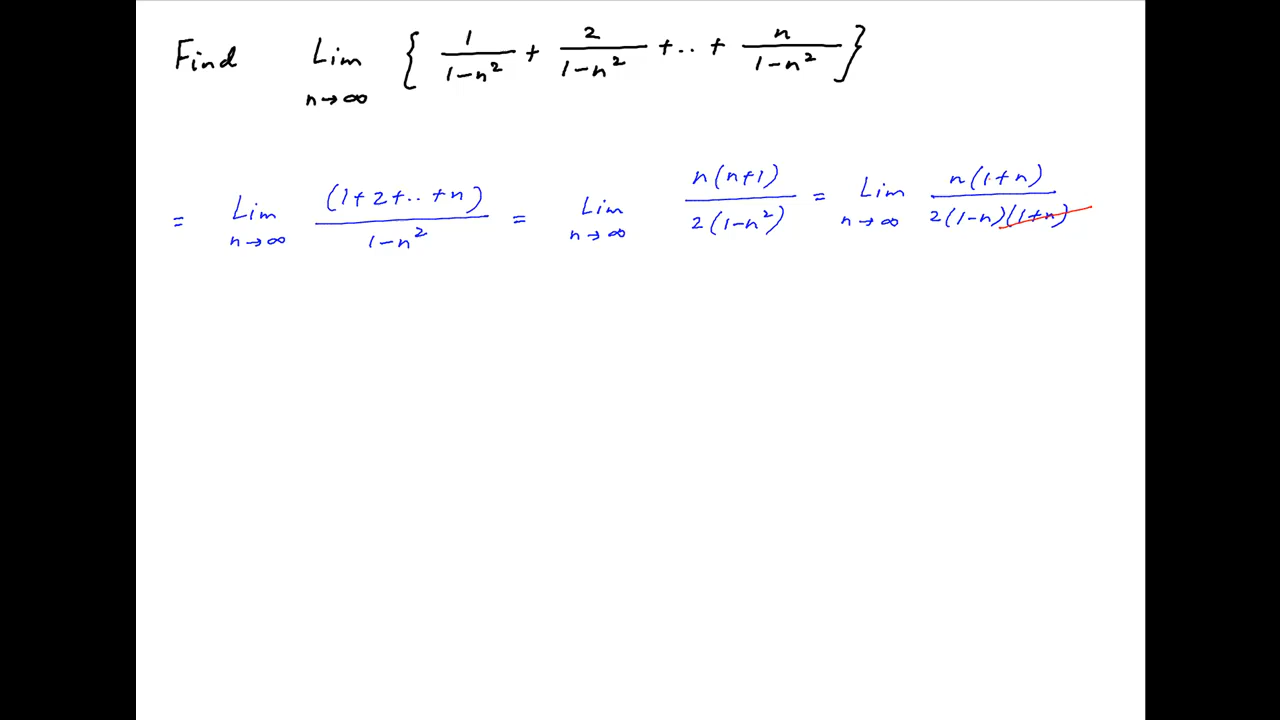 Find Lim n→∞ { 1/(1-n²) + 2/(1-n²) + .. + n/(1-n²) }
= Lim n→∞ (1+2+..+n)/(1-n²) = Lim n→∞ n(n+1)/(2(1-n²)) = Lim n→∞ n(1+n)/(2(1-n)(1+n))